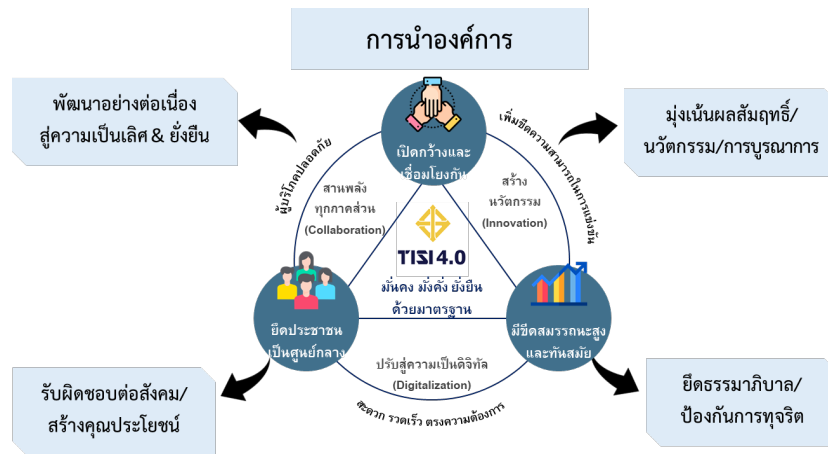 การนำองค์การ
พัฒนาอย่างต่อเนื่อง
สู่ความเป็นเลิศ & ยั่งยืน
มุ่งเน้นผลสัมฤทธิ์/
นวัตกรรม/การบูรณาการ
เปิดกว้างและ
เชื่อมโยงกัน
ผู้บริโภคปลอดภัย
เพิ่มขีดความสามารถในการแข่งขัน
สานพลัง
ทุกภาคส่วน
(Collaboration)
สร้าง
นวัตกรรม
(Innovation)
TISI 4.0
มั่นคง มั่งคั่ง ยั่งยืน
ด้วยมาตรฐาน
ยึดประชาชน
เป็นศูนย์กลาง
มีขีดสมรรถนะสูง
และทันสมัย
ปรับสู่ความเป็นดิจิทัล
(Digitalization)
สะดวก รวดเร็ว ตรงความต้องการ
รับผิดชอบต่อสังคม/
สร้างคุณประโยชน์
ยึดธรรมาภิบาล/
ป้องกันการทุจริต